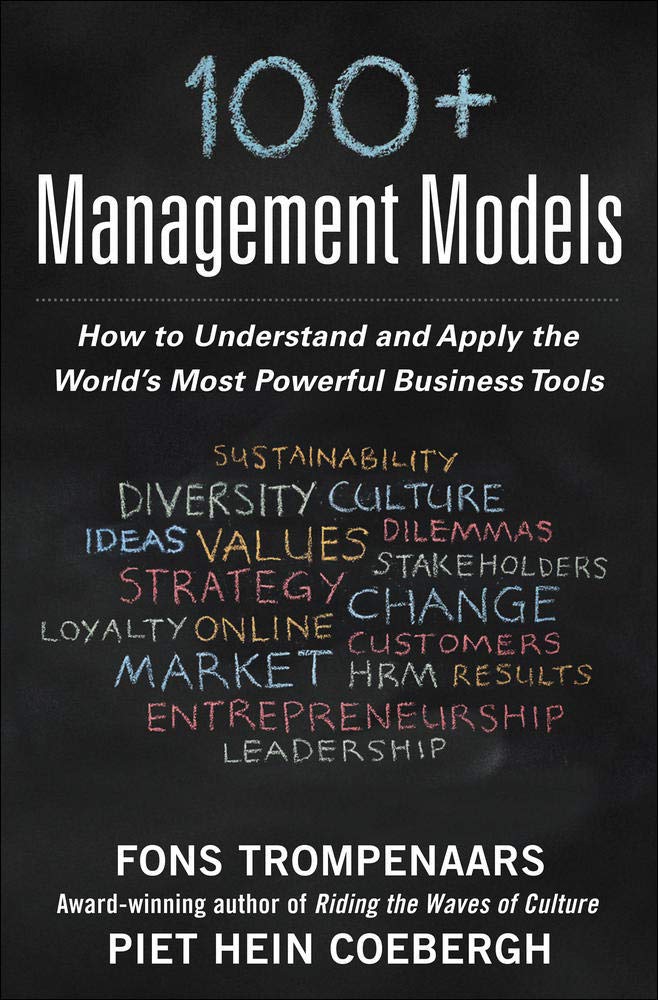 100+
Management Models
How to Understand and Apply the
World's Most Powerful Business Tools
SUSTAINABILITY
DIVERSITY CULTURE
IDEAS VALUES DILEMMAS
STAKEHOLDERS
STRATEGY CHANGE
LOYALTY ONLINE CUSTOMERS
MARKET HRM RESULTS
ENTREPRENEURSHIP
LEADERSHIP
FONS TROMPENAARS
Award-winning author of Riding the Waves of Culture
PIET HEIN COEBERGH